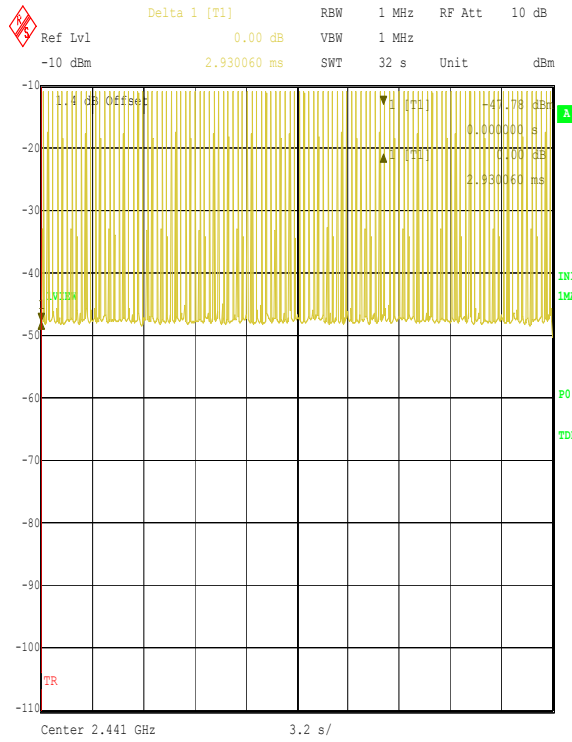 Delta 1 [T1] RBW 1 MHz RF Att 10 dB
Ref Lvl 0.00 dB VBW 1 MHz
-10 dBm 2.930060 ms SWT 32 s Unit dBm
-10
1.4 dB Offset 1 [T1] -47.78 dBm
A
0.000000 s
-20 1 [T1] 0.00 dB
2.930060 ms
-30
-40
1VIEW 1MA
-50
-60
-70
-80
-90
-100
TR
-110
Center 2.441 GHz 3.2 s/